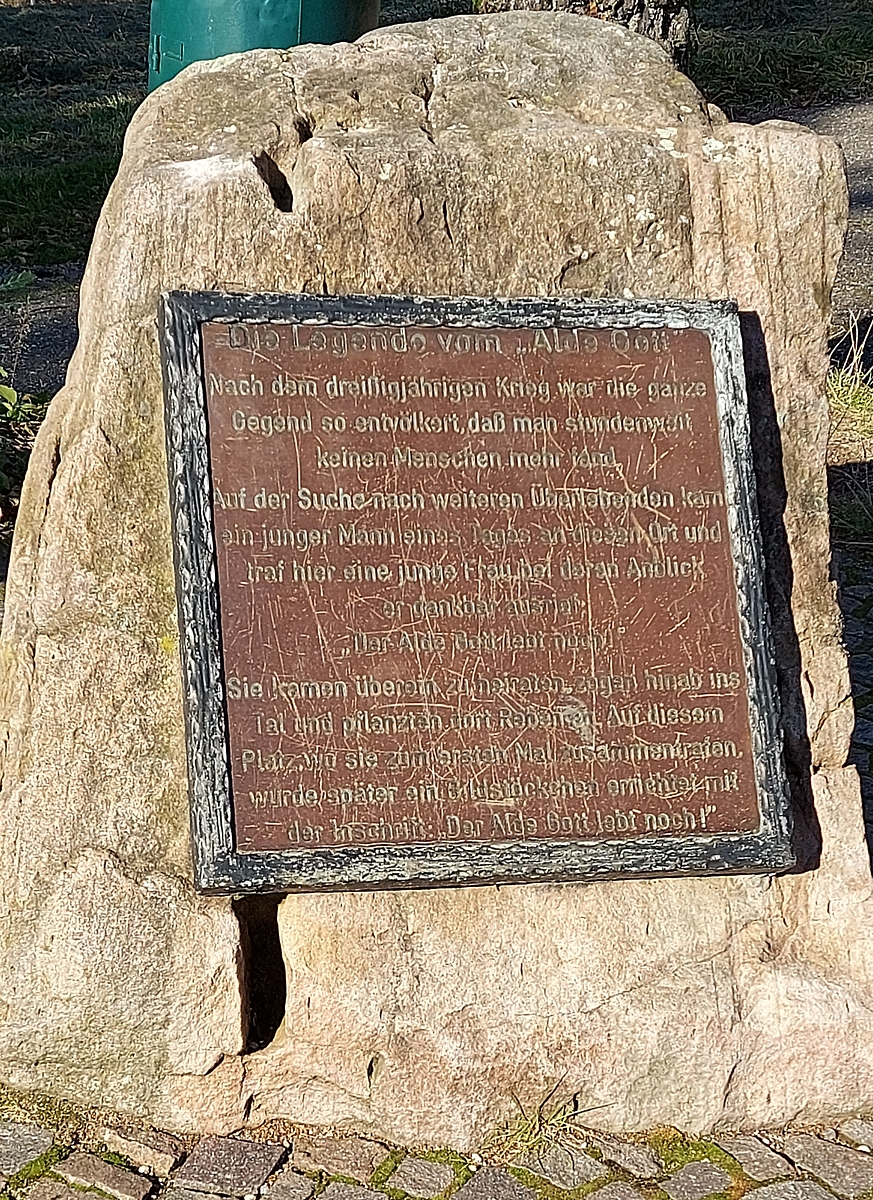 Die Legende vom „Alde Gott"
Nach dem dreißigjährigen Krieg war die ganze
Gegend so entvölkert, daß man stundenweit
keinen Menschen mehr fand.
Auf der Suche nach weiteren Überlebenden kam
ein junger Mann eines Tages an diesen Ort und
traf hier eine junge Frau, bei deren Anblick
er dankbar ausrief:
„Der Alde Gott lebt noch!"
Sie kamen überein zu heiraten, zogen hinab ins
Tal und pflanzten dort Reben an. Auf diesem
Platz, wo sie zum ersten Mal zusammentrafen,
wurde später ein Bildstöckchen errichtet mit
der Inschrift: „Der Alde Gott lebt noch!"